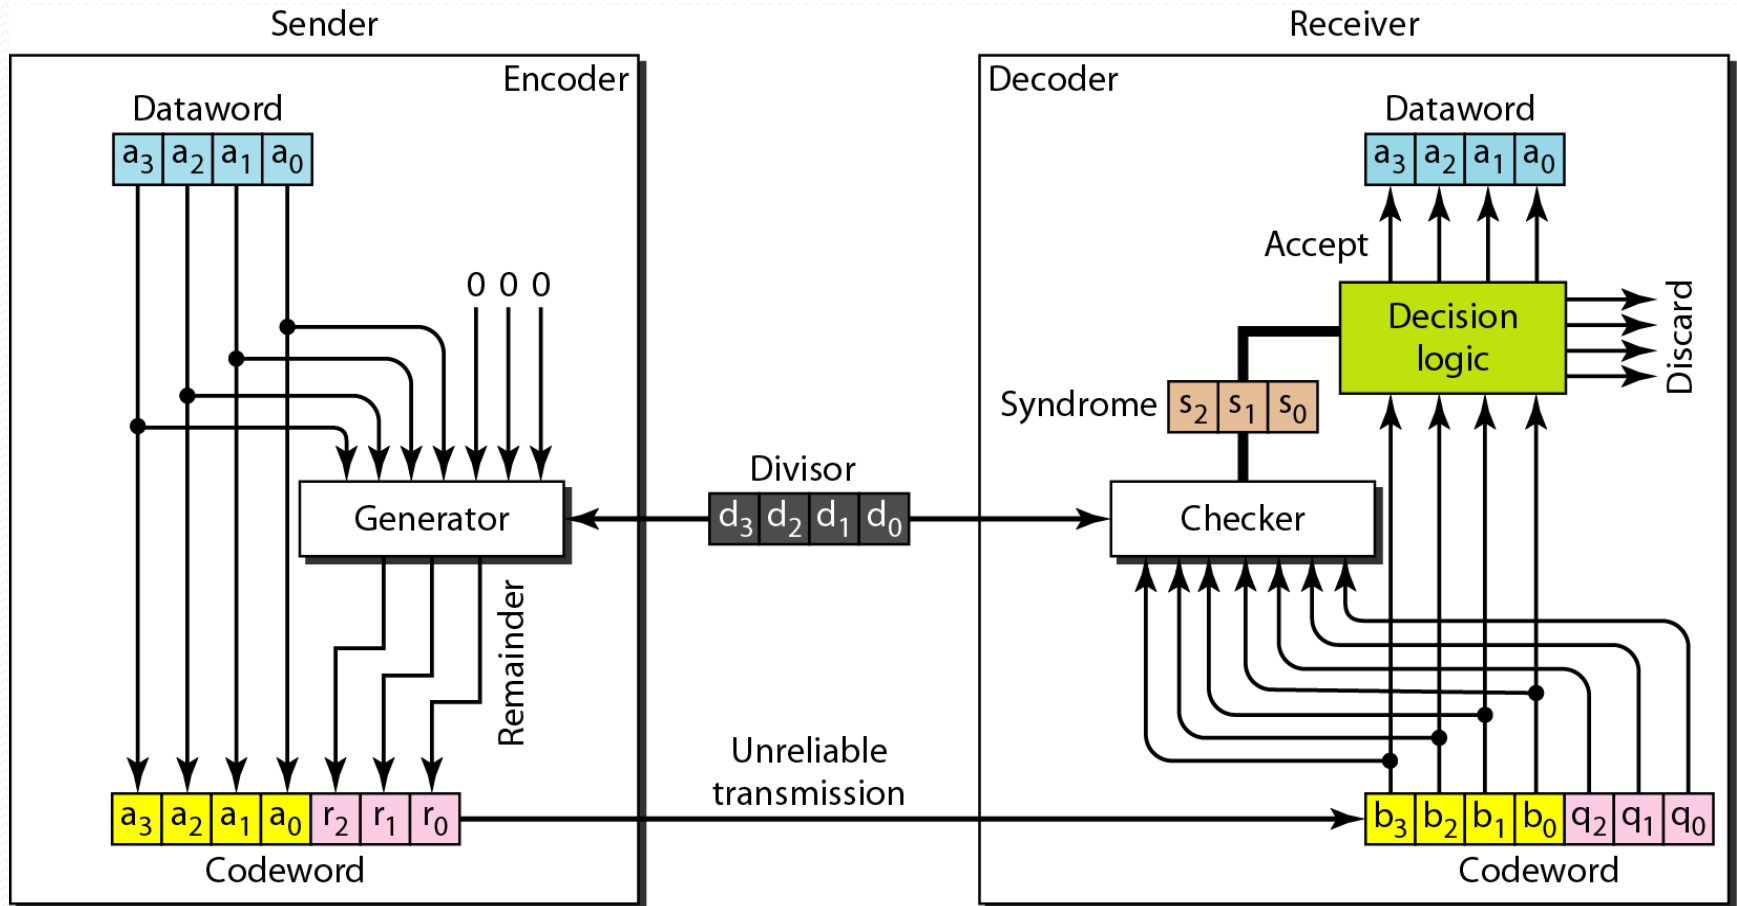 Sender
Receiver
Encoder
Decoder
Dataword
a3 a2 a1 a0
Dataword
a3 a2 a1 a0
Accept
0 0 0
Decision
logic
Discard
Syndrome
s2 s1 s0
Divisor
d3 d2 d1 d0
Generator
Checker
Remainder
Unreliable
transmission
a3 a2 a1 a0 r2 r1 r0
Codeword
b3 b2 b1 b0 q2 q1 q0
Codeword